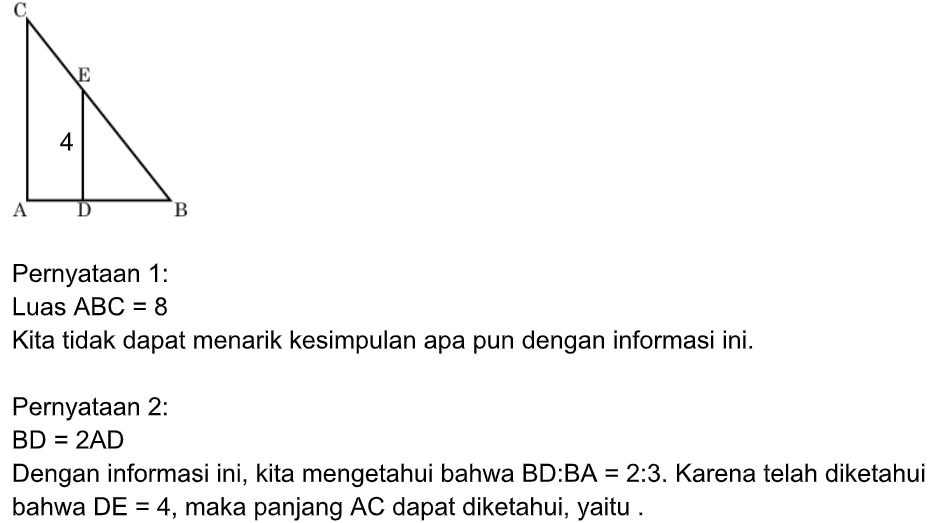 C
E
4
A D B
Pernyataan 1:
Luas ABC = 8
Kita tidak dapat menarik kesimpulan apa pun dengan informasi ini.
Pernyataan 2:
BD = 2AD
Dengan informasi ini, kita mengetahui bahwa BD:BA = 2:3. Karena telah diketahui
bahwa DE = 4, maka panjang AC dapat diketahui, yaitu .